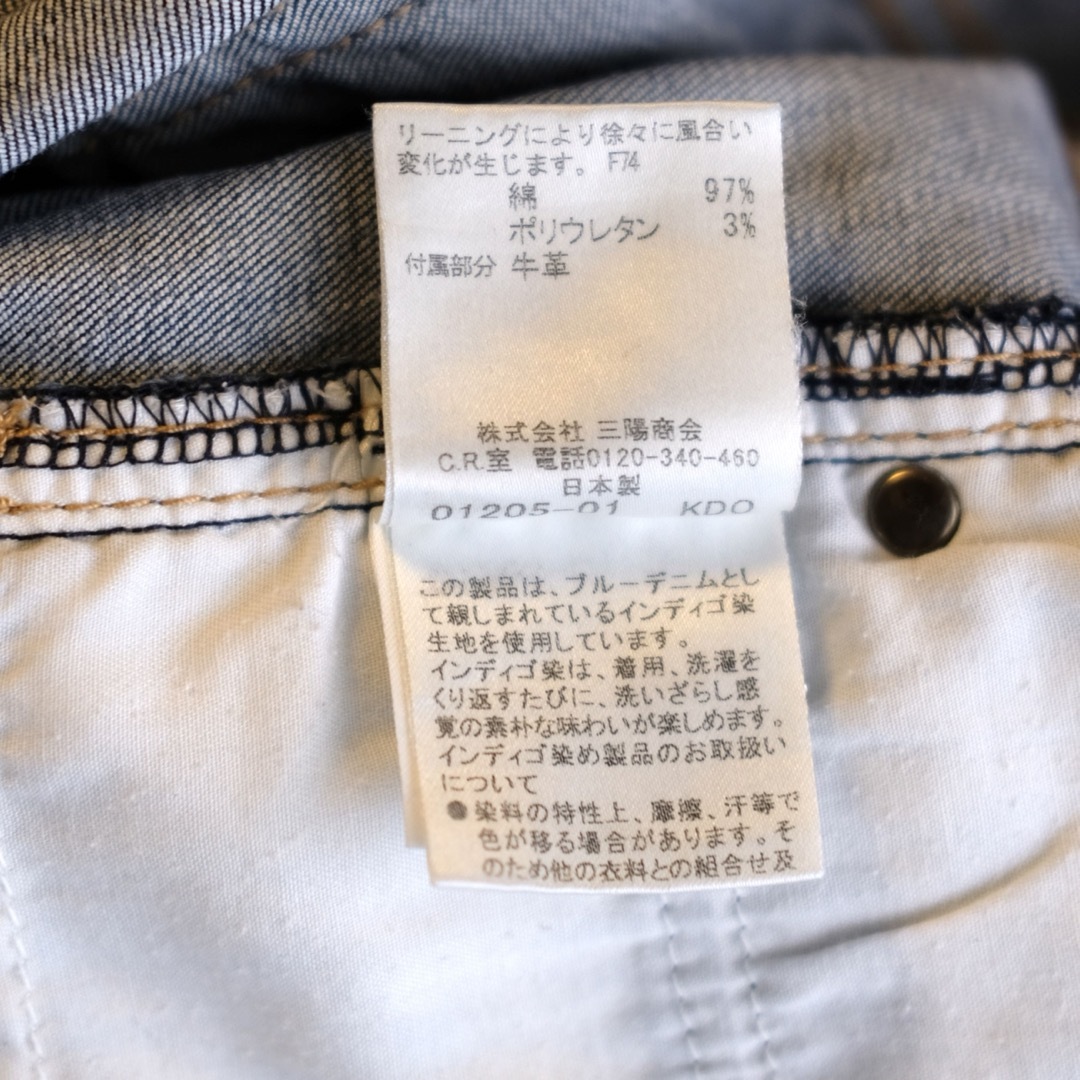 リーニングにより徐々に風合い
変化が生じます。 F74
綿 97%
ポリウレタン 3%
付属部分 牛革
株式会社 三陽商会
C.R.室 電話0120-340-460
日本製
01205-01 KDO
この製品は、ブルーデニムとし
て親しまれているインディゴ染
生地を使用しています。
インディゴ染は、着用、洗濯を
くり返すたびに、洗いざらし感
覚の素朴な味わいが楽しめます。
インディゴ染め製品のお取扱い
について
●染料の特性上、摩擦、汗等で
色が移る場合があります。そ
のため他の衣料との組合せ及